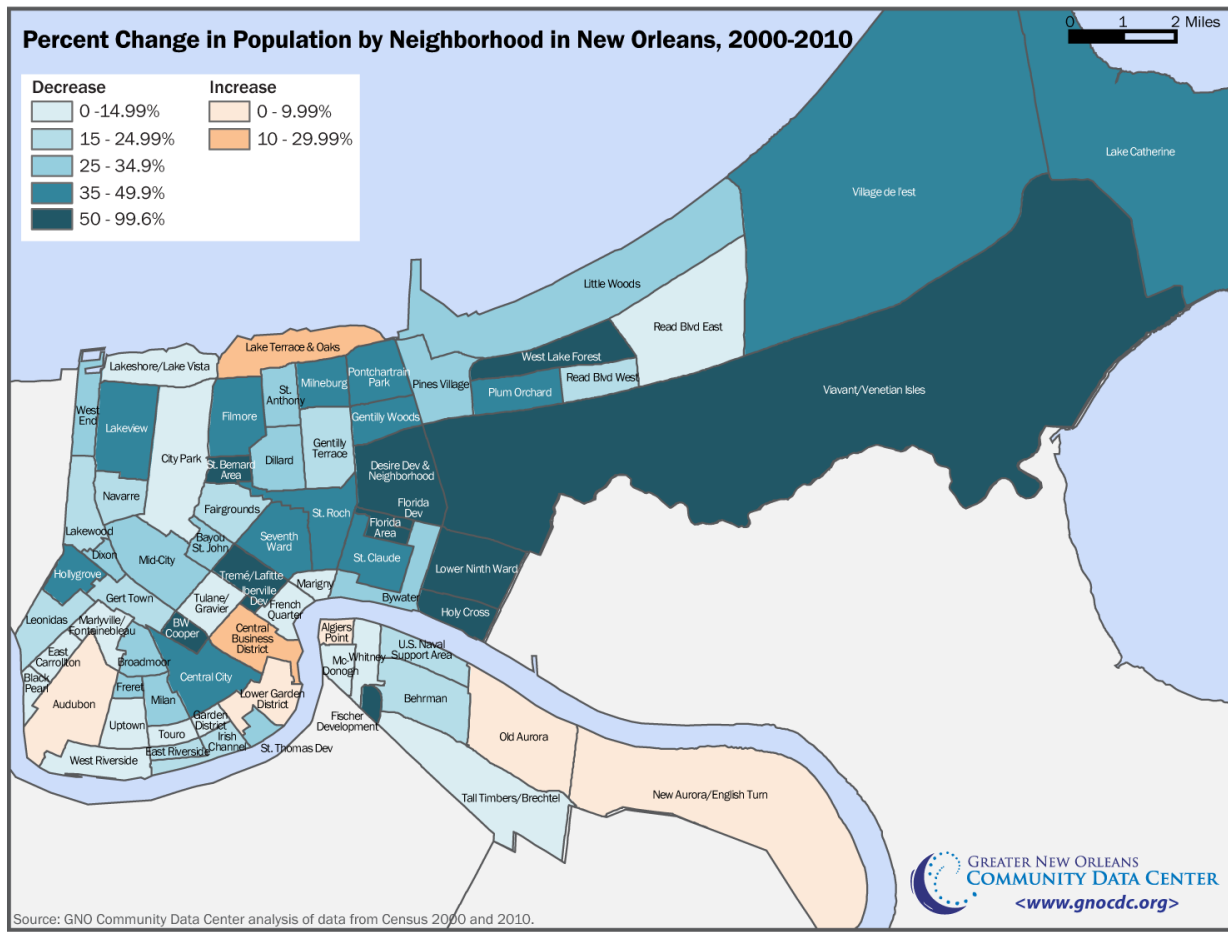 Percent Change in Population by Neighborhood in New Orleans, 2000-2010
0 1 2 Miles
Decrease
0 -14.99%
15 - 24.99%
25 - 34.9%
35 - 49.9%
50 - 99.6%
Increase
0 - 9.99%
10 - 29.99%
Lake Catherine
Village de l'est
Little Woods
Read Blvd East
West Lake Forest
Read Blvd West
Plum Orchard
Viavant/Venetian Isles
Lake Terrace & Oaks
Lakeshore/Lake Vista
Pontchartrain
Park
Pines Village
Milneburg
St.
Anthony
West
End
Lakeview
Filmore
Gentilly Woods
Gentilly
Terrace
City Park
St. Bernard
Area
Dillard
Desire Dev &
Neighborhood
Navarre
Fairgrounds
St. Roch
Florida
Dev
Florida
Area
Lakewood
Bayou
St. John
Seventh
Ward
Dixon
Mid-City
St. Claude
Lower Ninth Ward
Hollygrove
Tremé/Lafitte
Iberville
Dev
Marigny
Gert Town
Tulane/
Gravier
French
Quarter
Bywater
Holy Cross
Leonidas
Marlyville/
Fontainebleau
BW
Cooper
Central
Business
District
Algiers
Point
U.S. Naval
Support Area
East
Carrollton
Broadmoor
Mc-
Donogh
Whitney
Black
Pearl
Central City
Freret
Audubon
Milan
Lower Garden
District
Behrman
Fischer
Development
Uptown
Garden
District
Touro
Irish
Channel
Old Aurora
East Riverside
St. Thomas Dev
West Riverside
Tall Timbers/Brechtel
New Aurora/English Turn
GREATER NEW ORLEANS
COMMUNITY DATA CENTER
<www.gnocdc.org>
Source: GNO Community Data Center analysis of data from Census 2000 and 2010.